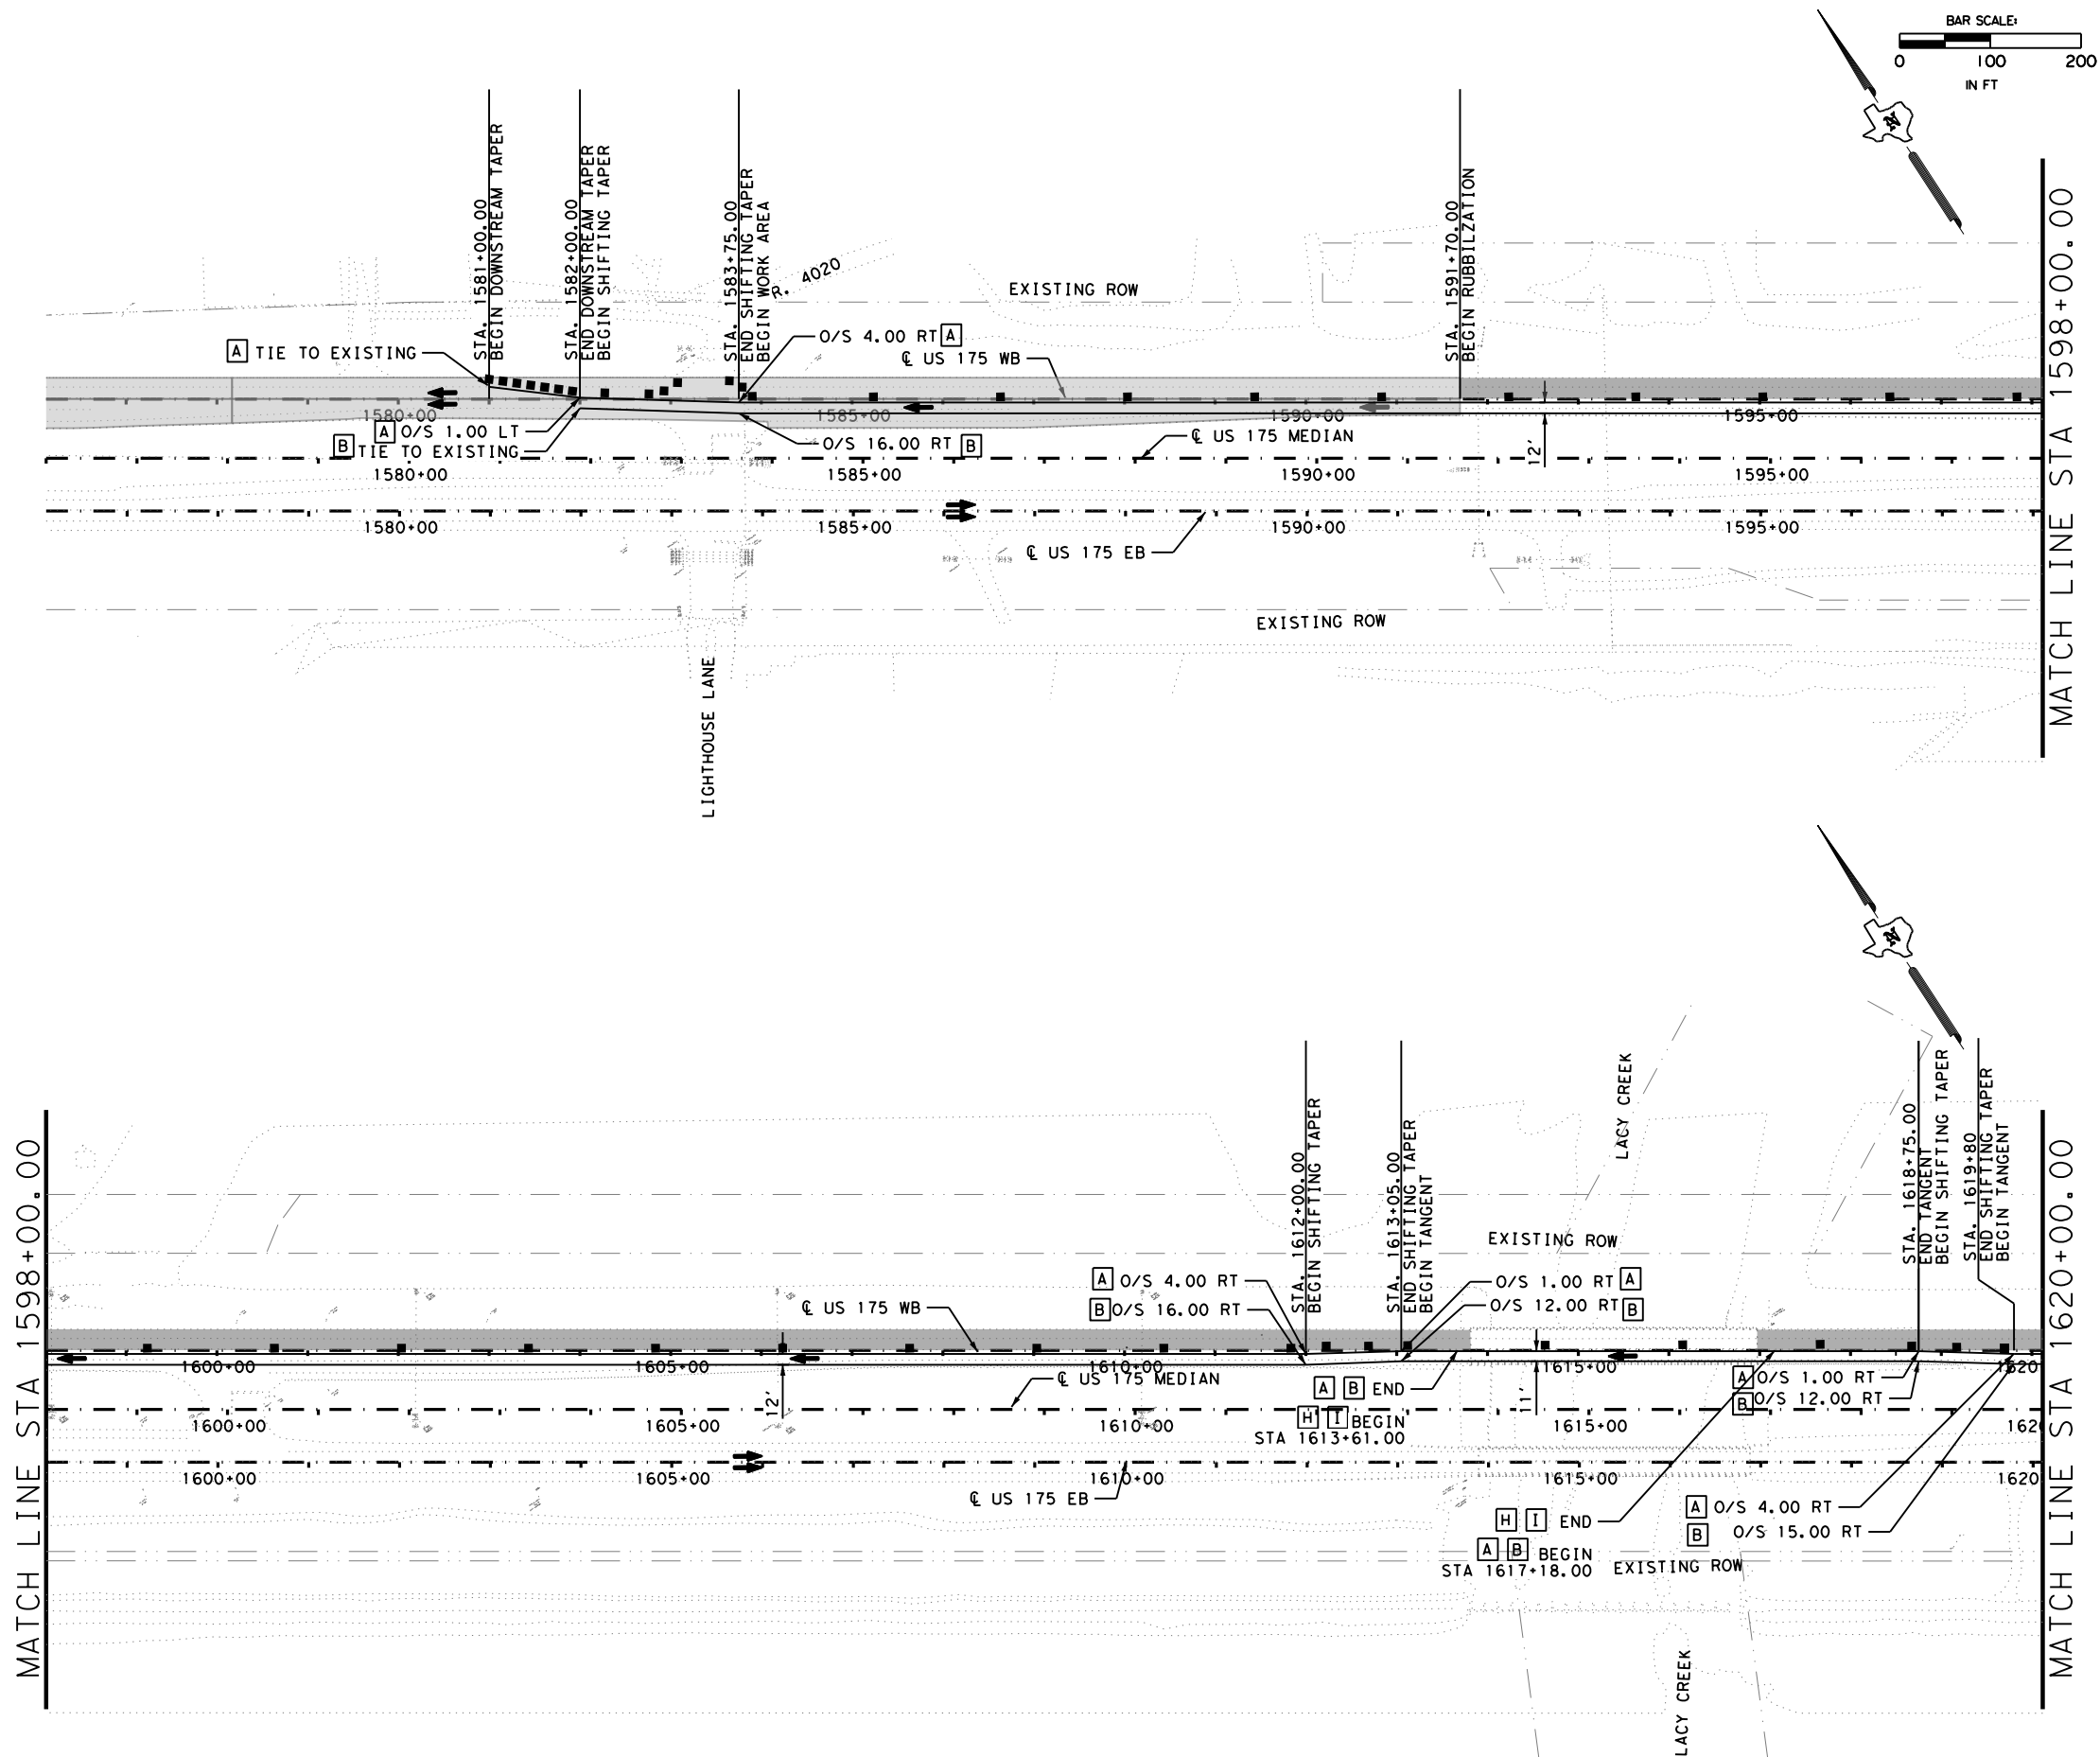 BAR SCALE:
0 100 200
IN FT
STA. 1581+00.00
BEGIN DOWNSTREAM TAPER
STA. 1582+00.00
END DOWNSTREAM TAPER
BEGIN SHIFTING TAPER
STA. 1583+75.00
END SHIFTING TAPER
BEGIN WORK AREA
R. 4020
STA. 1591+70.00
BEGIN RUBBILZATION
EXISTING ROW
A TIE TO EXISTING
O/S 4.00 RT A
℄ US 175 WB
1580+00 1585+00 1590+00 1595+00
A O/S 1.00 LT
B TIE TO EXISTING
O/S 16.00 RT B
℄ US 175 MEDIAN
12'
1580+00 1585+00 1590+00 1595+00
1580+00 1585+00 1590+00 1595+00
℄ US 175 EB
EXISTING ROW
LIGHTHOUSE LANE
MATCH LINE STA 1598+00.00
MATCH LINE STA 1598+00.00
STA. 1612+00.00
BEGIN SHIFTING TAPER
STA. 1613+05.00
END SHIFTING TAPER
BEGIN TANGENT
LACY CREEK
STA. 1618+75.00
END TANGENT
BEGIN SHIFTING TAPER
STA. 1619+80
END SHIFTING TAPER
BEGIN TANGENT
EXISTING ROW
A O/S 4.00 RT
B O/S 16.00 RT
O/S 1.00 RT A
O/S 12.00 RT B
℄ US 175 WB
1600+00 1605+00 1610+00 1615+00 1620
℄ US 175 MEDIAN
12'
A B END
H I BEGIN
STA 1613+61.00
11'
A O/S 1.00 RT
B O/S 12.00 RT
1600+00 1605+00 1610+00 1615+00 1620
1600+00 1605+00 1610+00 1615+00 1620
℄ US 175 EB
H I END
A B BEGIN
STA 1617+18.00
A O/S 4.00 RT
B O/S 15.00 RT
EXISTING ROW
LACY CREEK
MATCH LINE STA 1620+00.00